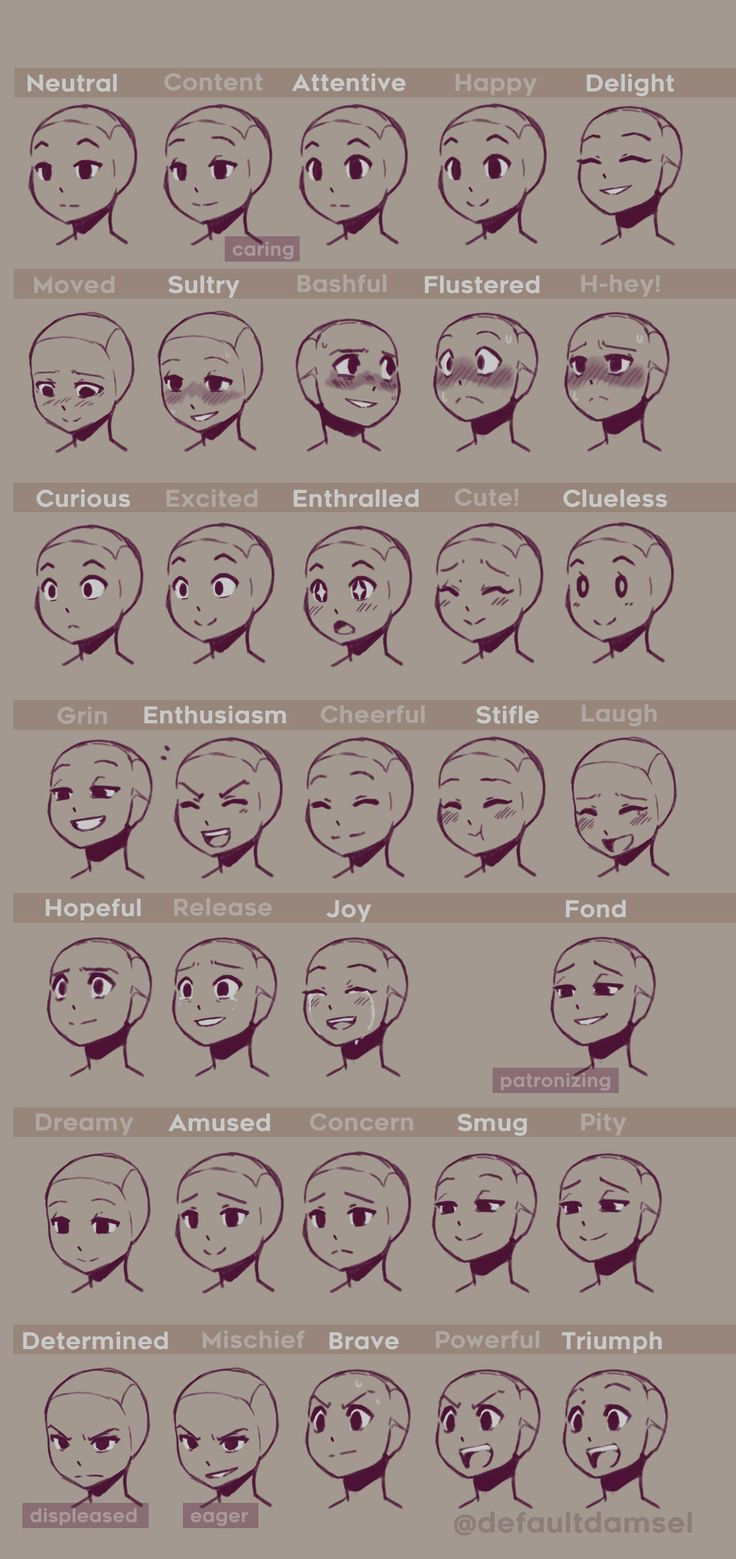 Neutral Content Attentive Happy Delight
caring
Moved Sultry Bashful Flustered H-hey!
Curious Excited Enthralled Cute! Clueless
Grin Enthusiasm Cheerful Stifle Laugh
Hopeful Release Joy Fond
patronizing
Dreamy Amused Concern Smug Pity
Determined Mischief Brave Powerful Triumph
displeased eager
@defaultdamsel